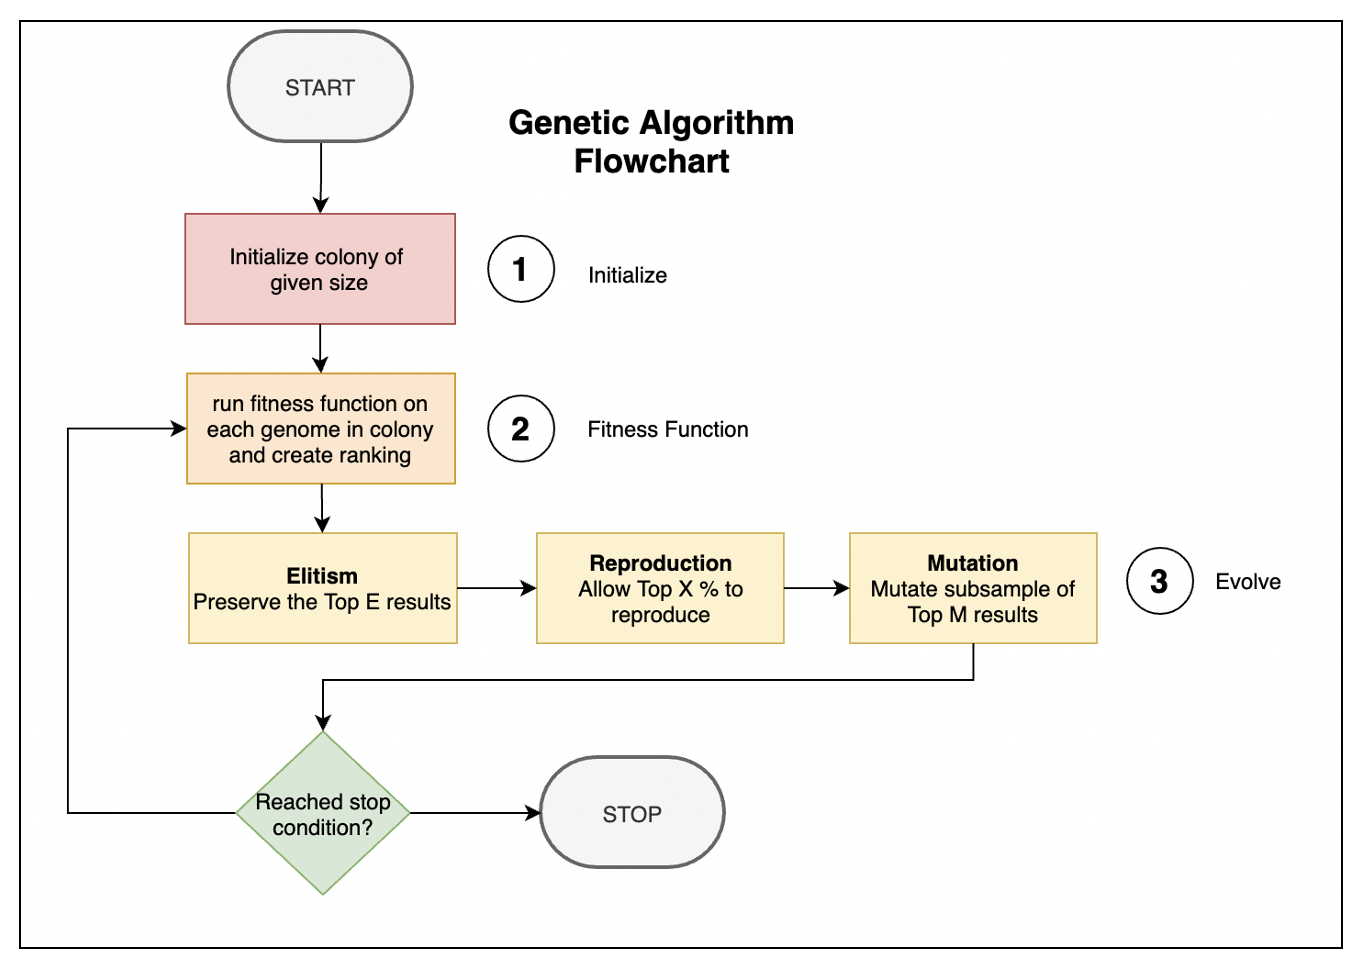 START
Genetic Algorithm
Flowchart
Initialize colony of
given size
1
Initialize
run fitness function on
each genome in colony
and create ranking
2
Fitness Function
Elitism
Preserve the Top E results
Reproduction
Allow Top X % to
reproduce
Mutation
Mutate subsample of
Top M results
3
Evolve
Reached stop
condition?
STOP